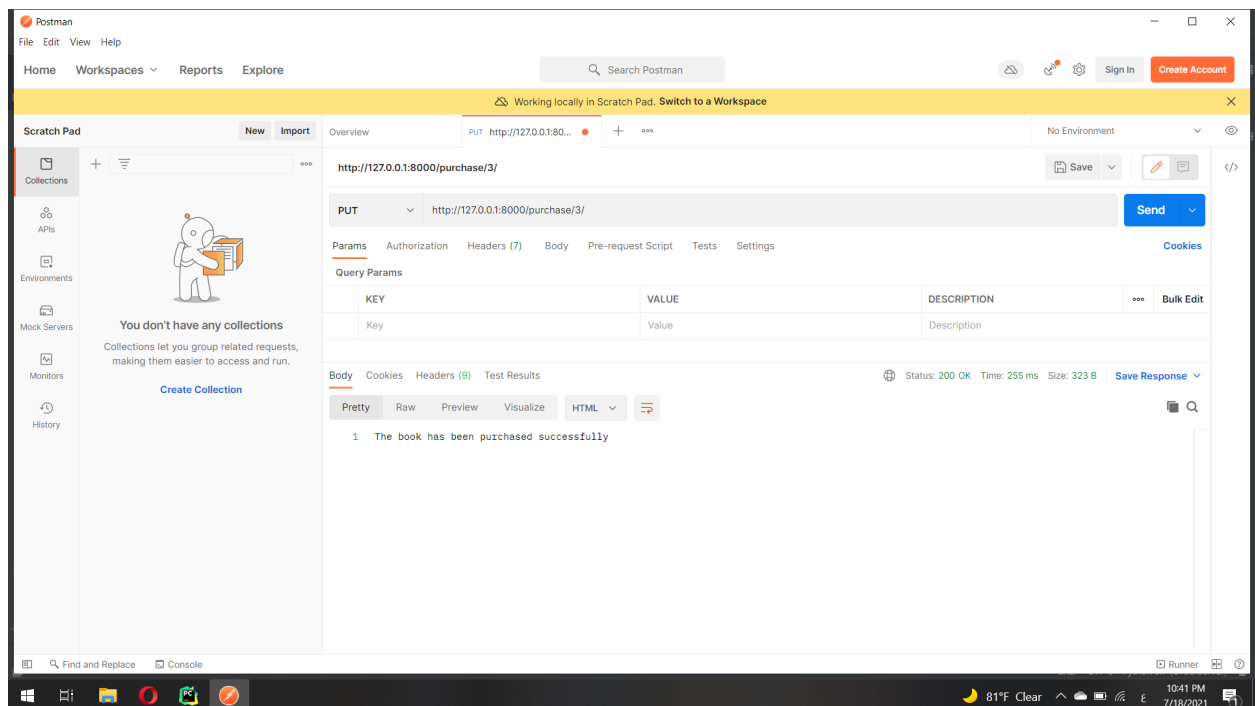 Postman
File Edit View Help
Home Workspaces Reports Explore Search Postman Sign In Create Account
Working locally in Scratch Pad. Switch to a Workspace
Scratch Pad New Import Overview PUT http://127.0.0.1:80... No Environment
Collections
http://127.0.0.1:8000/purchase/3/ Save
PUT http://127.0.0.1:8000/purchase/3/ Send
APIs
Params Authorization Headers (7) Body Pre-request Script Tests Settings Cookies
Query Params
Environments
KEY VALUE DESCRIPTION Bulk Edit
Key Value Description
Mock Servers
You don't have any collections
Collections let you group related requests,
making them easier to access and run.
Create Collection
Monitors
History
Body Cookies Headers (9) Test Results Status: 200 OK Time: 255 ms Size: 323 B Save Response
Pretty Raw Preview Visualize HTML
1 The book has been purchased successfully
Find and Replace Console Runner
PC 81°F Clear ع 10:41 PM
7/18/2021 1